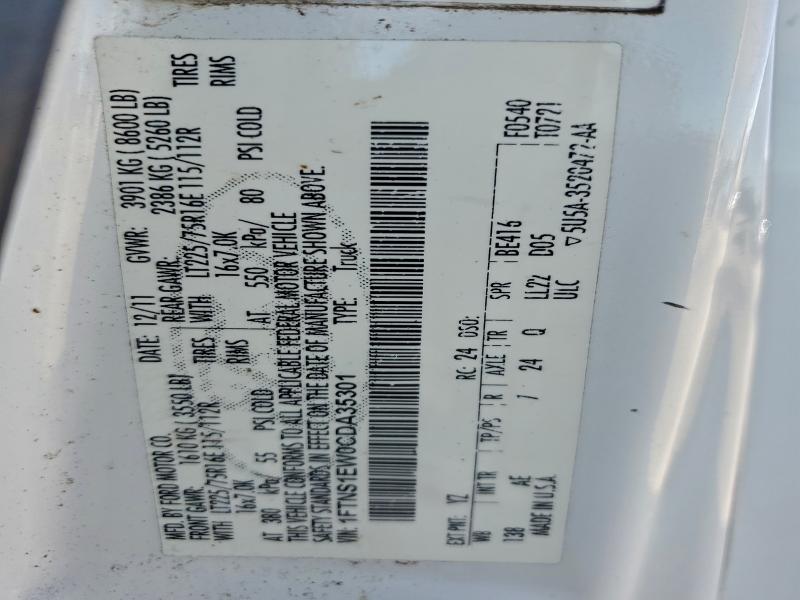 MFD. BY FORD MOTOR CO.
DATE: 12/11 GVWR: 3901 KG ( 8600 LB)
FRONT GAWR: 1610 KG ( 3550 LB) REAR GAWR: 2386 KG ( 5260 LB)
WITH LT225/75R16E 115/112R TIRES WITH LT225/75R16E 115/112R TIRES
16x7.0K RIMS 16x7.0K RIMS
AT 380 kPa/ 55 PSI COLD AT 550 kPa/ 80 PSI COLD
THIS VEHICLE CONFORMS TO ALL APPLICABLE FEDERAL MOTOR VEHICLE
SAFETY STANDARDS IN EFFECT ON THE DATE OF MANUFACTURE SHOWN ABOVE.
VIN: 1FTNS1EW0CDA35301 TYPE: Truck
F0540
T0721
EXT PNT: YZ RC: 24 DSO:
WB INT TR TP/PS R AXLE TR SPR BE416
138 AE 7 24 Q LL22 D05
MADE IN U.S.A. ULC ▽5U5A-3520472-AA